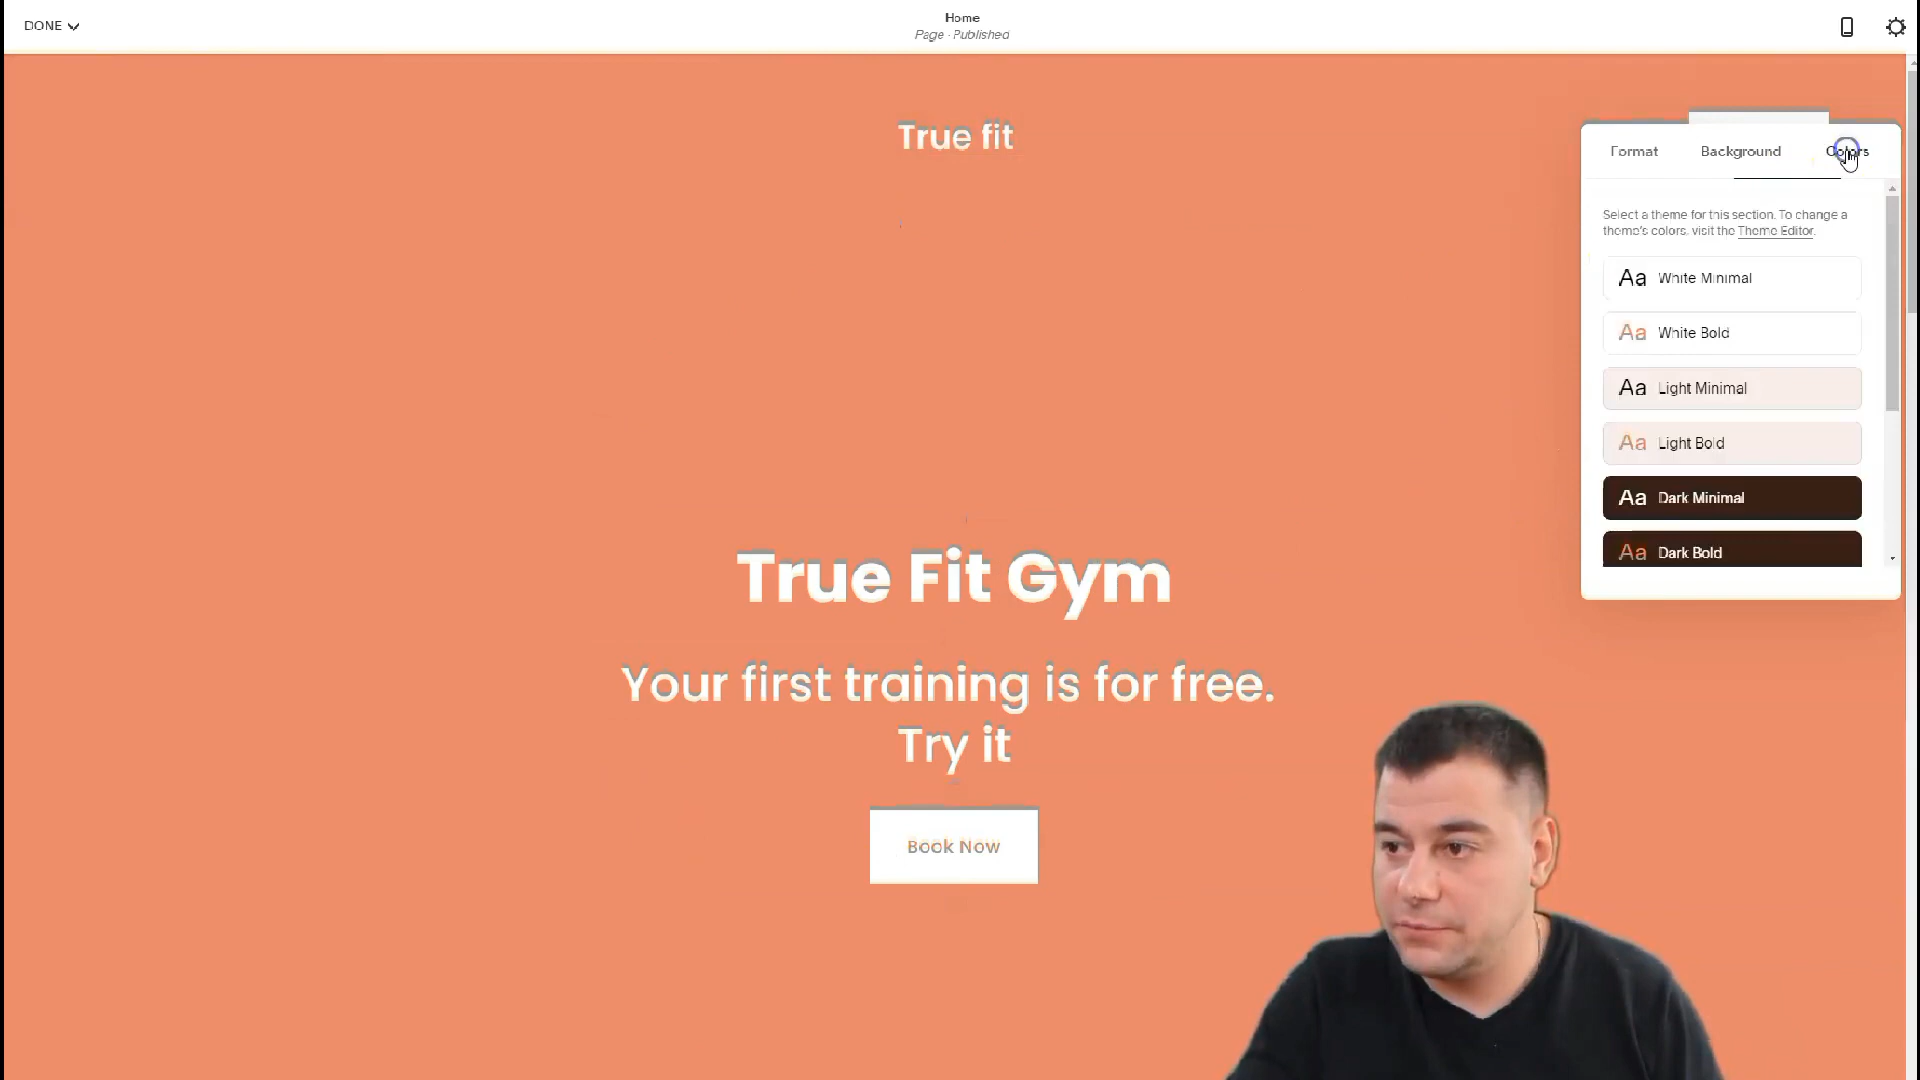 DONE
Home
Page · Published
True fit
Format
Background
Colors
Select a theme for this section. To change a
theme's colors, visit the Theme Editor.
Aa White Minimal
Aa White Bold
Aa Light Minimal
Aa Light Bold
Aa Dark Minimal
Aa Dark Bold
True Fit Gym
Your first training is for free.
Try it
Book Now